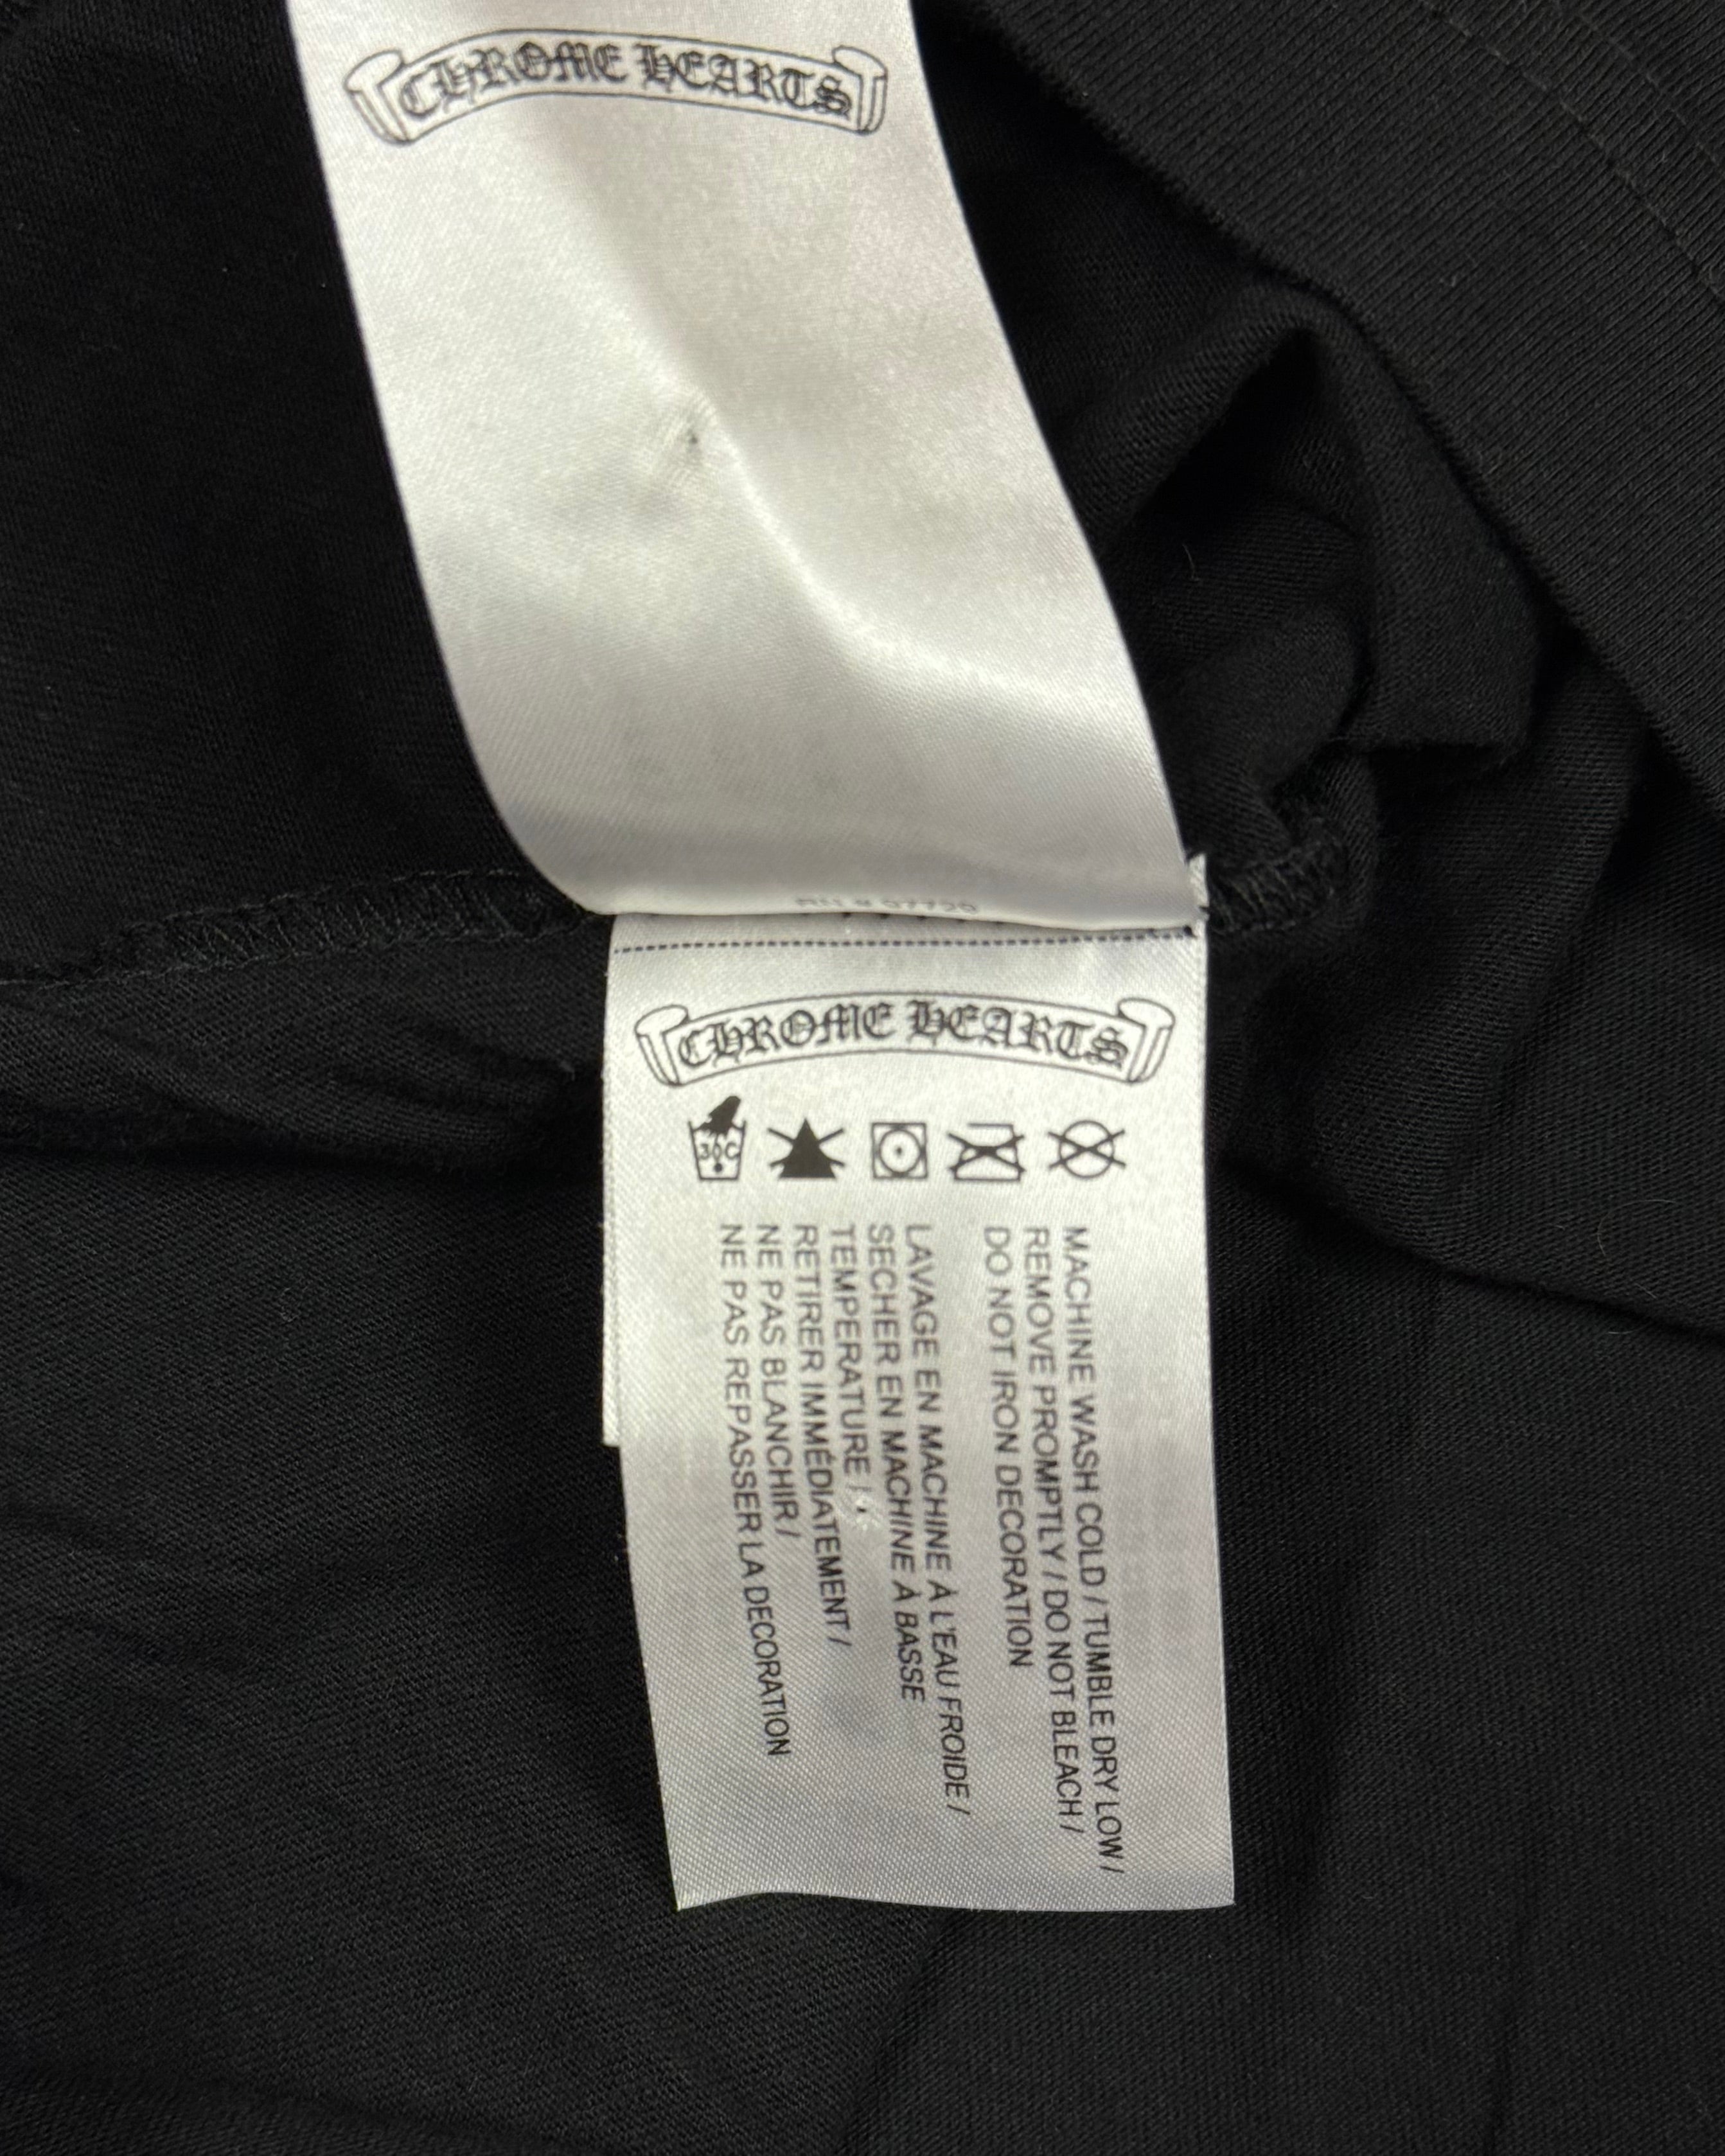 CHROME HEARTS
CHROME HEARTS
30C
MACHINE WASH COLD / TUMBLE DRY LOW /
REMOVE PROMPTLY / DO NOT BLEACH /
DO NOT IRON DECORATION
LAVAGE EN MACHINE À L'EAU FROIDE /
SECHER EN MACHINE À BASSE
TEMPERATURE /
RETIRER IMMÉDIATEMENT /
NE PAS BLANCHIR /
NE PAS REPASSER LA DECORATION